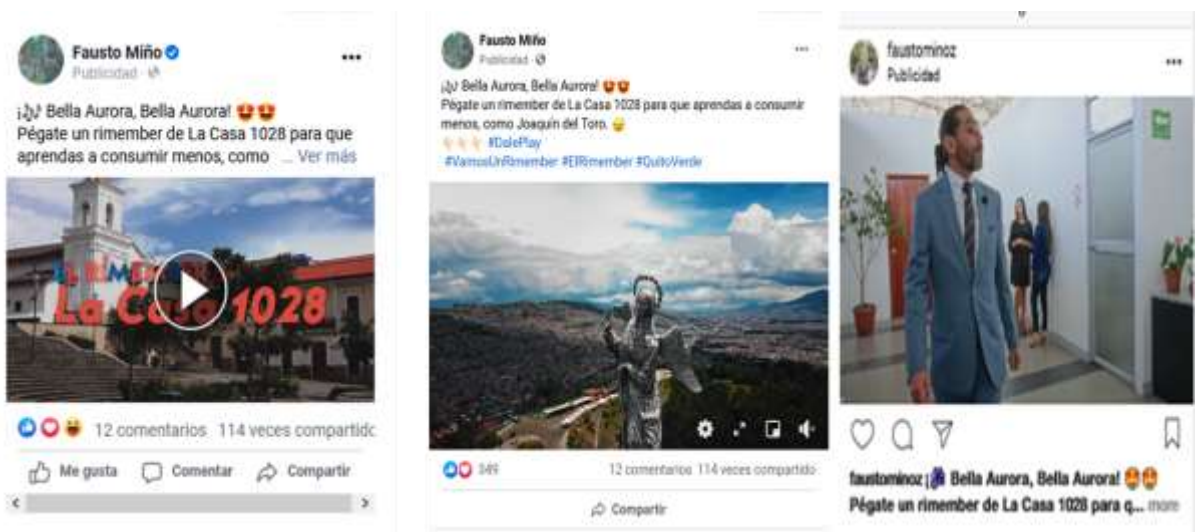 Fausto Miño
Publicidad
¡🎶 Bella Aurora, Bella Aurora! 🤩🤩
Pégate un rimember de La Casa 1028 para que
aprendas a consumir menos, como ... Ver más
EL RIMEMBER
La Casa 1028
12 comentarios 114 veces compartido
Me gusta Comentar Compartir
Fausto Miño
Publicidad
¡🎶 Bella Aurora, Bella Aurora! 🤩🤩
Pégate un rimember de La Casa 1028 para que aprendas a consumir
menos, como Joaquín del Toro.
#DalePlay
#VamosUnRimember #ElRimember #QuitoVerde
349 12 comentarios 114 veces compartido
Compartir
faustominoz
Publicidad
faustominoz ¡ Bella Aurora, Bella Aurora! 🤩🤩
Pégate un rimember de La Casa 1028 para q... more